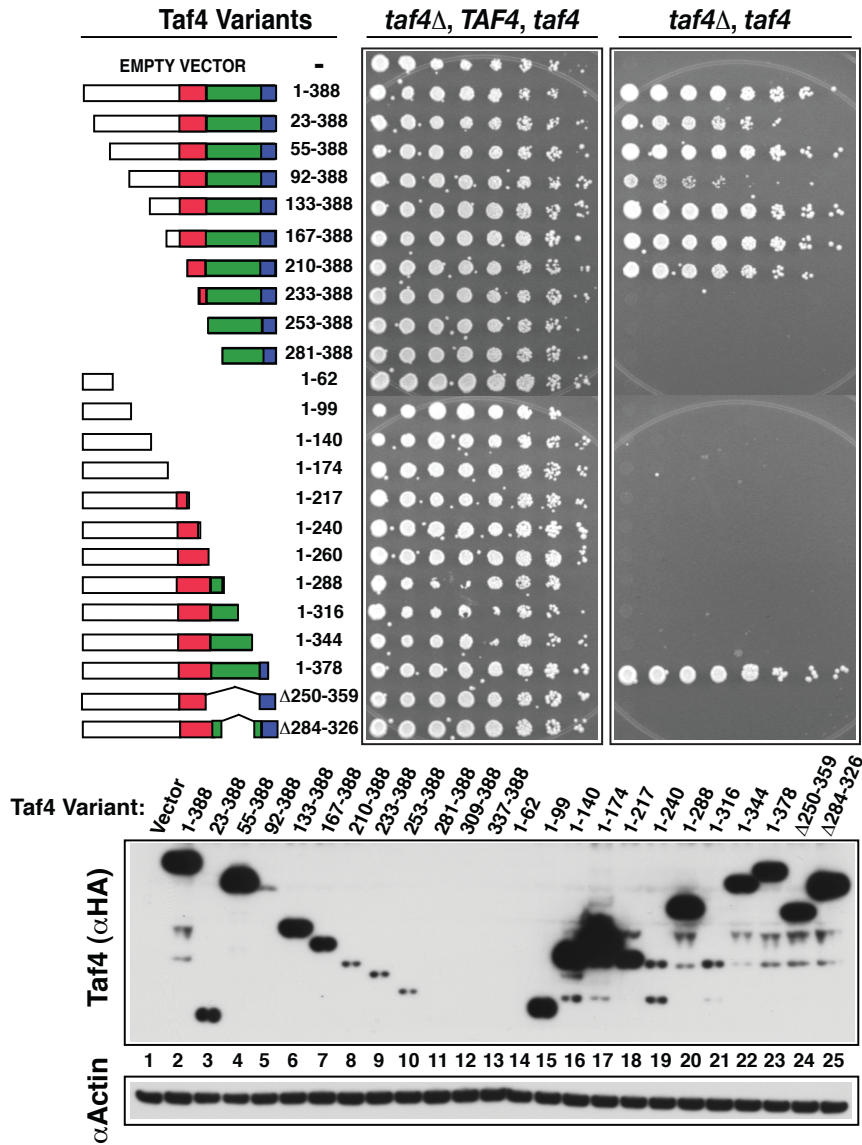 Taf4 Variants
taf4Δ, TAF4, taf4
taf4Δ, taf4
EMPTY VECTOR -
1-388
23-388
55-388
92-388
133-388
167-388
210-388
233-388
253-388
281-388
1-62
1-99
1-140
1-174
1-217
1-240
1-260
1-288
1-316
1-344
1-378
Δ250-359
Δ284-326
Taf4 Variant: Vector 1-388 23-388 55-388 92-388 133-388 167-388 210-388 233-388 253-388 281-388 309-388 337-388 1-62 1-99 1-140 1-174 1-217 1-240 1-288 1-316 1-344 1-378 Δ250-359 Δ284-326
Taf4 (αHA)
1 2 3 4 5 6 7 8 9 10 11 12 13 14 15 16 17 18 19 20 21 22 23 24 25
αActin